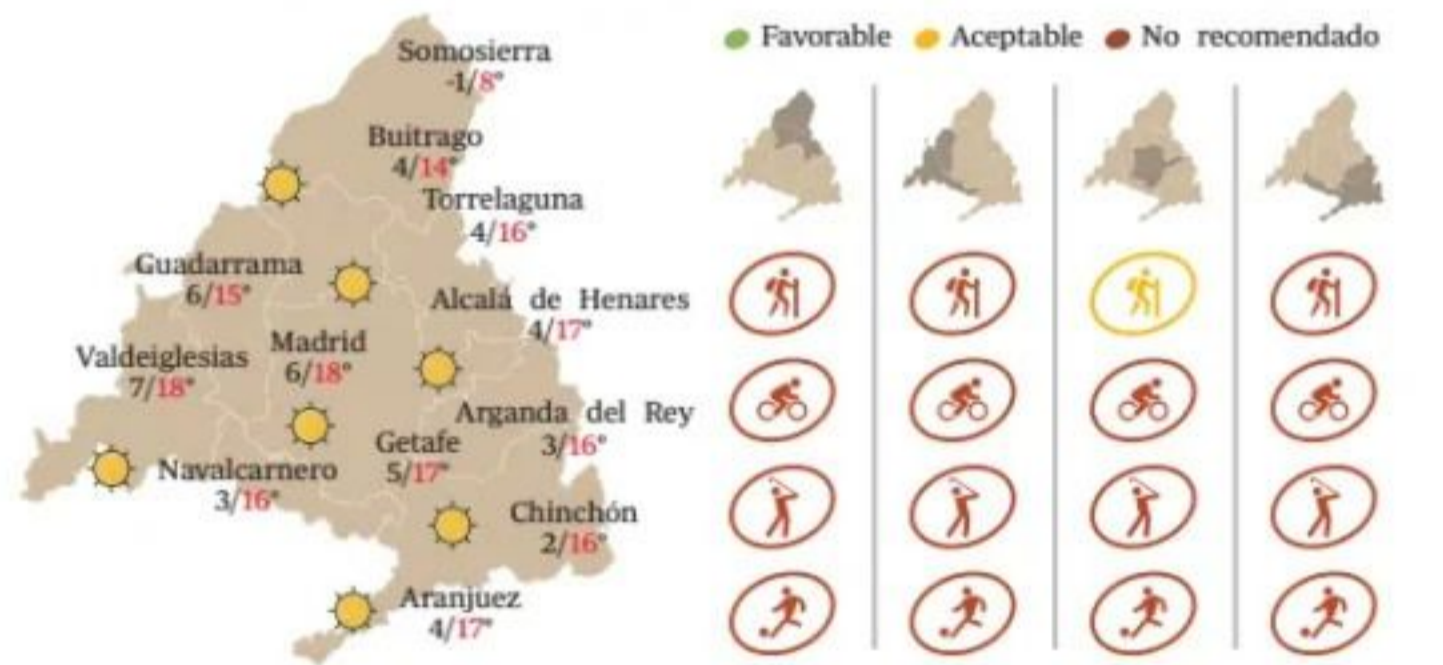 Somosierra
-1/8°
Buitrago
4/14°
Torrelaguna
4/16°
Guadarrama
6/15°
Alcalá de Henares
4/17°
Madrid
6/18°
Valdeiglesias
7/18°
Arganda del Rey
3/16°
Getafe
5/17°
Navalcarnero
3/16°
Chinchón
2/16°
Aranjuez
4/17°
Favorable Aceptable No recomendado